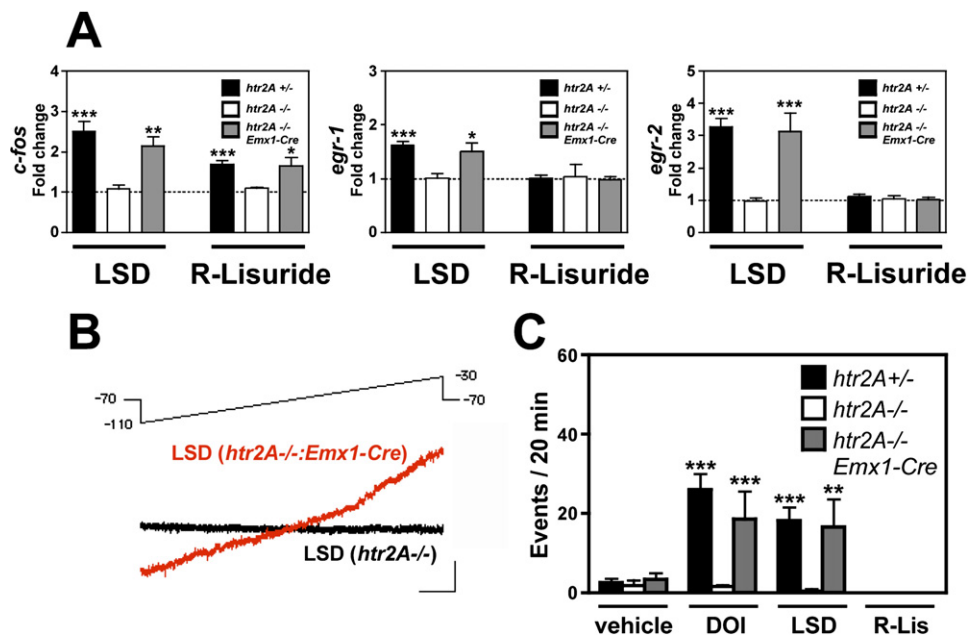 A
c-fos
Fold change
4
3
2
1
0
htr2A +/-
htr2A -/-
htr2A -/-
Emx1-Cre
***
**
***
*
LSD
R-Lisuride
egr-1
Fold change
3
2
1
0
htr2A +/-
htr2A -/-
htr2A -/-
Emx1-Cre
***
*
LSD
R-Lisuride
egr-2
Fold change
5
4
3
2
1
0
htr2A +/-
htr2A -/-
htr2A -/-
Emx1-Cre
***
***
LSD
R-Lisuride
B
-70
-110
-30
-70
LSD (htr2A-/-:Emx1-Cre)
LSD (htr2A-/-)
C
Events / 20 min
60
40
20
0
htr2A+/-
htr2A-/-
htr2A-/-
Emx1-Cre
***
***
***
**
vehicle
DOI
LSD
R-Lis